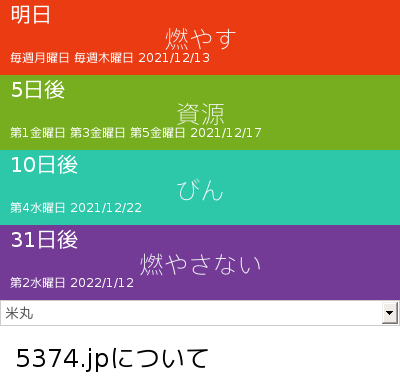 明日
燃やす
毎週月曜日 毎週木曜日 2021/12/13
5日後
資源
第1金曜日 第3金曜日 第5金曜日 2021/12/17
10日後
びん
第4水曜日 2021/12/22
31日後
燃やさない
第2水曜日 2022/1/12
米丸
5374.jpについて